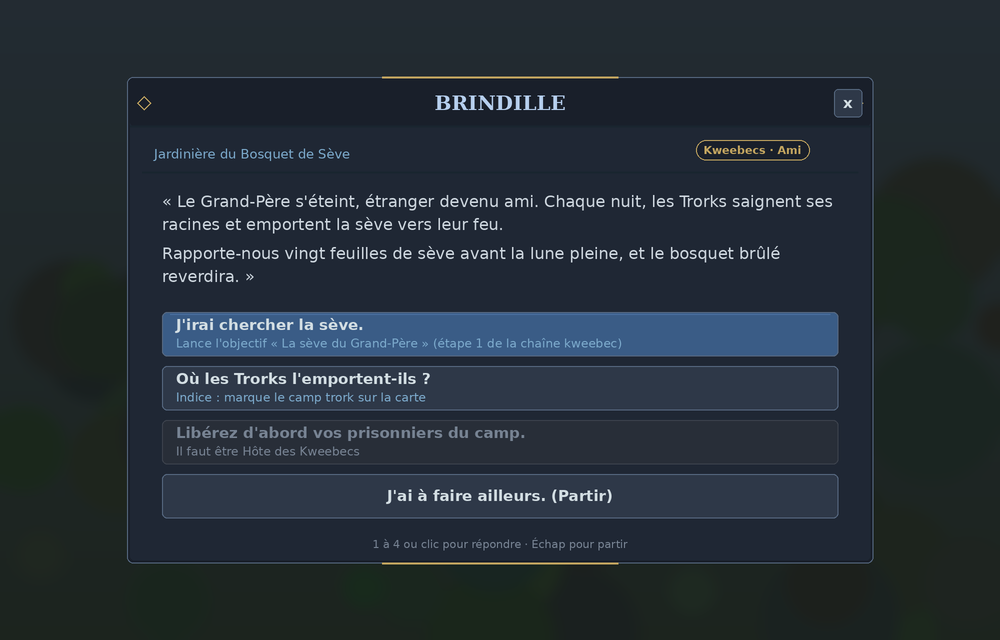 BRINDILLE
x
Jardinière du Bosquet de Sève
Kweebecs · Ami
« Le Grand-Père s'éteint, étranger devenu ami. Chaque nuit, les Trorks saignent ses
racines et emportent la sève vers leur feu.
Rapporte-nous vingt feuilles de sève avant la lune pleine, et le bosquet brûlé
reverdira. »
J'irai chercher la sève.
Lance l'objectif « La sève du Grand-Père » (étape 1 de la chaîne kweebec)
Où les Trorks l'emportent-ils ?
Indice : marque le camp trork sur la carte
Libérez d'abord vos prisonniers du camp.
Il faut être Hôte des Kweebecs
J'ai à faire ailleurs. (Partir)
1 à 4 ou clic pour répondre · Échap pour partir